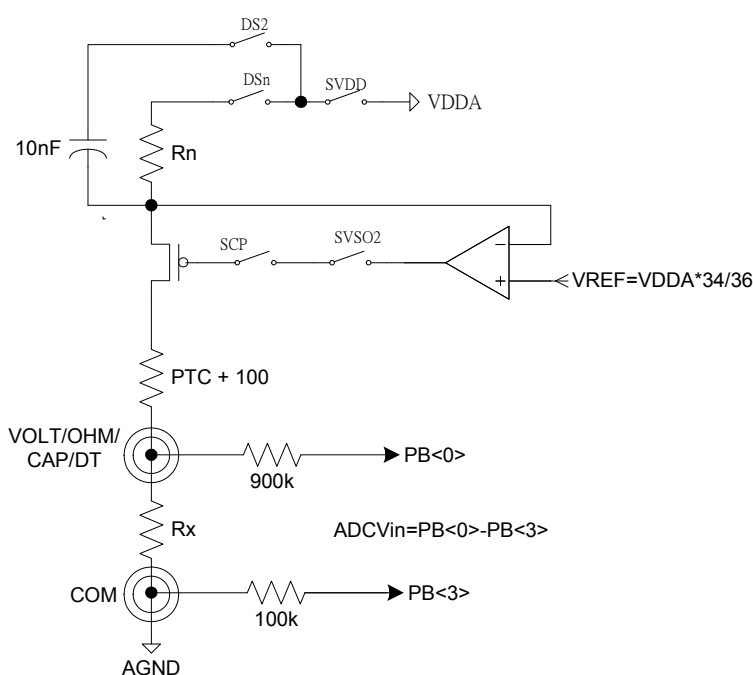 DS2
DSn
SVDD
VDDA
10nF
Rn
SCP
SVSO2
-
+
VREF=VDDA*34/36
PTC + 100
VOLT/OHM/
CAP/DT
PB<0>
900k
Rx
ADCVin=PB<0>-PB<3>
COM
PB<3>
100k
AGND